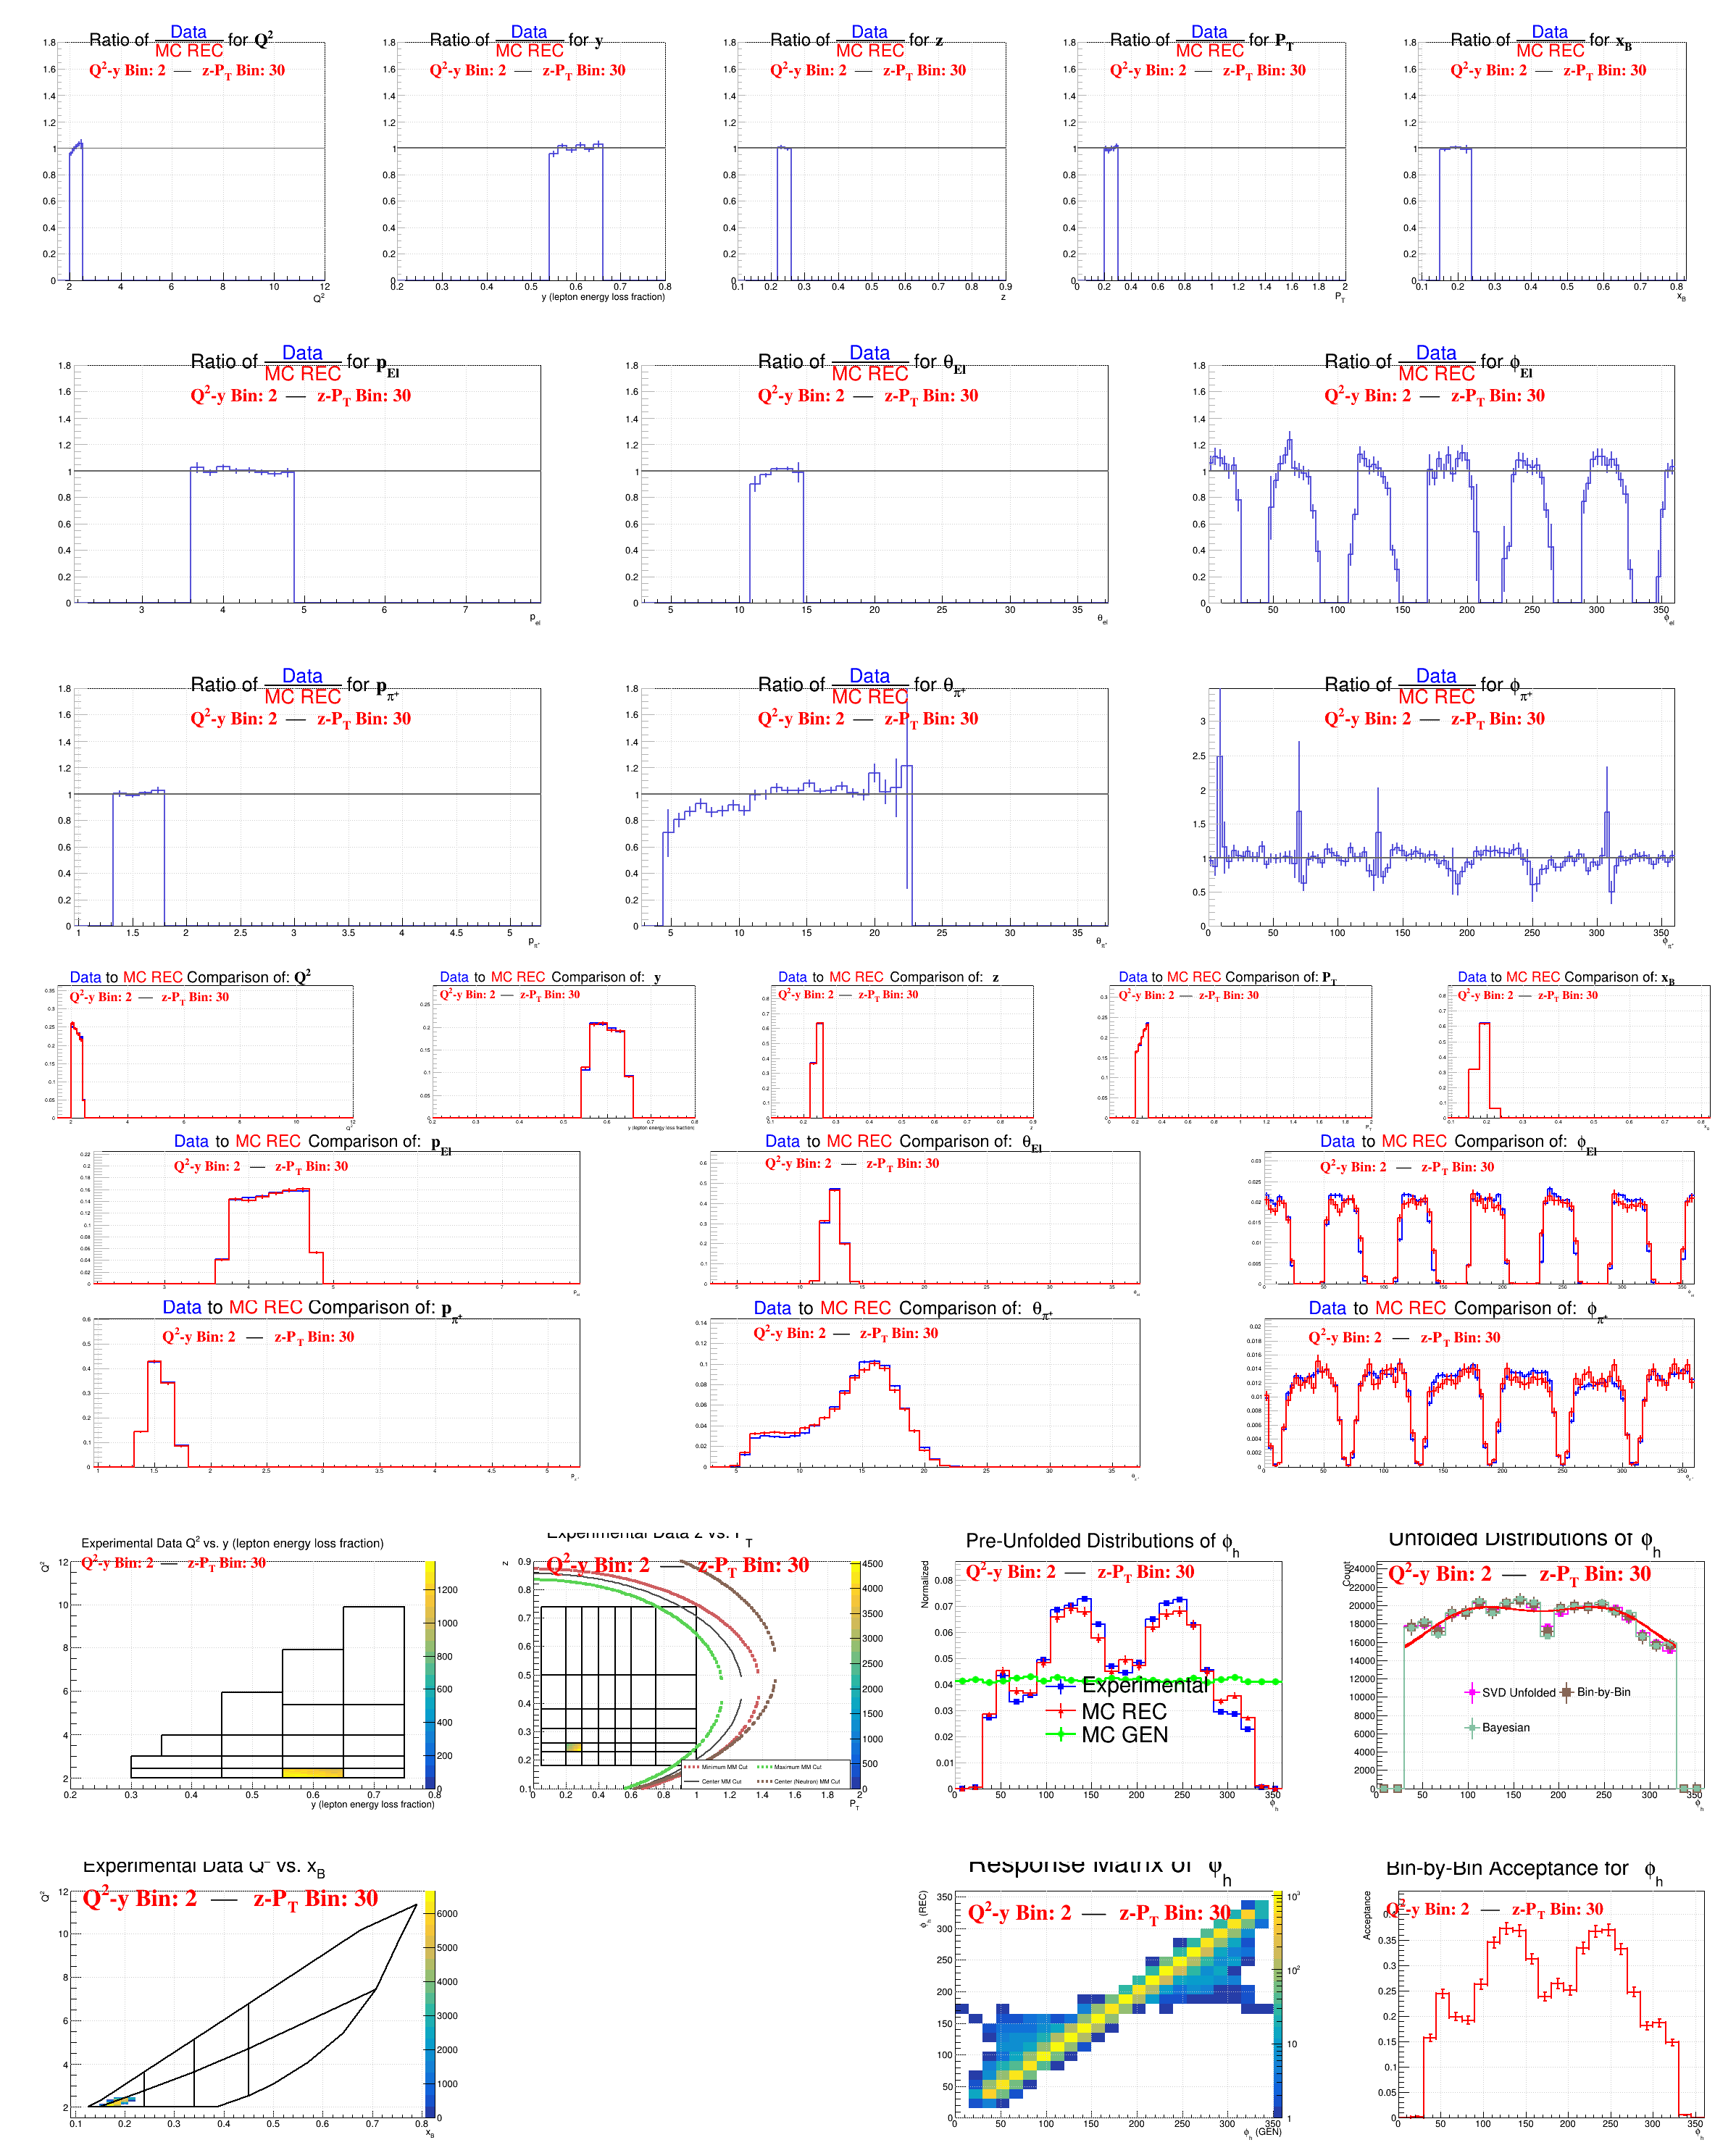 Ratio of Data/MC REC for Q²
Q²-y Bin: 2 — z-P_T Bin: 30
Q²
Ratio of Data/MC REC for y
Q²-y Bin: 2 — z-P_T Bin: 30
y (lepton energy loss fraction)
Ratio of Data/MC REC for z
Q²-y Bin: 2 — z-P_T Bin: 30
z
Ratio of Data/MC REC for P_T
Q²-y Bin: 2 — z-P_T Bin: 30
P_T
Ratio of Data/MC REC for x_B
Q²-y Bin: 2 — z-P_T Bin: 30
x_B
Ratio of Data/MC REC for p_El
Q²-y Bin: 2 — z-P_T Bin: 30
p_el
Ratio of Data/MC REC for θ_El
Q²-y Bin: 2 — z-P_T Bin: 30
θ_el
Ratio of Data/MC REC for ϕ_El
Q²-y Bin: 2 — z-P_T Bin: 30
ϕ_el
Ratio of Data/MC REC for p_π⁺
Q²-y Bin: 2 — z-P_T Bin: 30
p_π⁺
Ratio of Data/MC REC for θ_π⁺
Q²-y Bin: 2 — z-P_T Bin: 30
θ_π⁺
Ratio of Data/MC REC for ϕ_π⁺
Q²-y Bin: 2 — z-P_T Bin: 30
ϕ_π⁺
Data to MC REC Comparison of: Q²
Q²-y Bin: 2 — z-P_T Bin: 30
Data to MC REC Comparison of: y
Q²-y Bin: 2 — z-P_T Bin: 30
y (lepton energy loss fraction)
Data to MC REC Comparison of: z
Q²-y Bin: 2 — z-P_T Bin: 30
Data to MC REC Comparison of: P_T
Q²-y Bin: 2 — z-P_T Bin: 30
Data to MC REC Comparison of: x_B
Q²-y Bin: 2 — z-P_T Bin: 30
Data to MC REC Comparison of: p_El
Q²-y Bin: 2 — z-P_T Bin: 30
Data to MC REC Comparison of: θ_El
Q²-y Bin: 2 — z-P_T Bin: 30
Data to MC REC Comparison of: ϕ_El
Q²-y Bin: 2 — z-P_T Bin: 30
Data to MC REC Comparison of: p_π⁺
Q²-y Bin: 2 — z-P_T Bin: 30
Data to MC REC Comparison of: θ_π⁺
Q²-y Bin: 2 — z-P_T Bin: 30
Data to MC REC Comparison of: ϕ_π⁺
Q²-y Bin: 2 — z-P_T Bin: 30
Experimental Data Q² vs. y (lepton energy loss fraction)
Q²-y Bin: 2 — z-P_T Bin: 30
Q²
y (lepton energy loss fraction)
Experimental Data z vs. P_T
Q²-y Bin: 2 — z-P_T Bin: 30
z
Minimum MM Cut
Maximum MM Cut
Center MM Cut
Center (Neutron) MM Cut
P_T
Pre-Unfolded Distributions of ϕ_h
Q²-y Bin: 2 — z-P_T Bin: 30
Normalized
Experimental
MC REC
MC GEN
ϕ_h
Unfolded Distributions of ϕ_h
Q²-y Bin: 2 — z-P_T Bin: 30
Count
SVD Unfolded
Bin-by-Bin
Bayesian
ϕ_h
Experimental Data Q² vs. x_B
Q²-y Bin: 2 — z-P_T Bin: 30
Q²
x_B
Response Matrix of ϕ_h
Q²-y Bin: 2 — z-P_T Bin: 30
ϕ_h (REC)
ϕ_h (GEN)
Bin-by-Bin Acceptance for ϕ_h
Q²-y Bin: 2 — z-P_T Bin: 30
Acceptance
ϕ_h